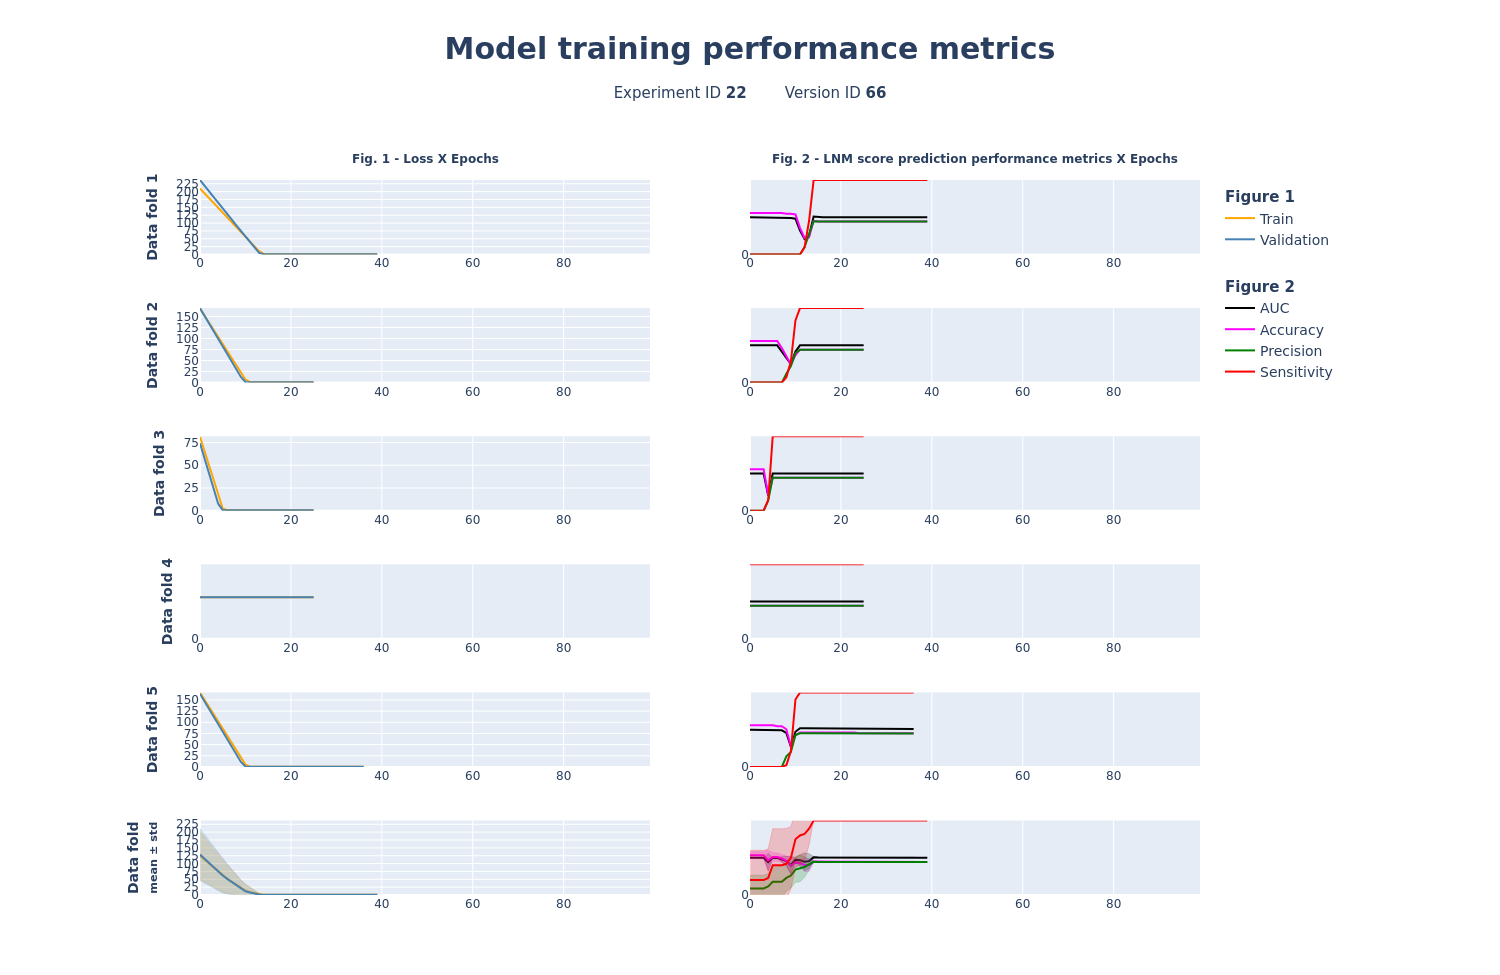 Model training performance metrics
Experiment ID 22 Version ID 66
Fig. 1 - Loss X Epochs
Fig. 2 - LNM score prediction performance metrics X Epochs
Data fold 1
225
200
175
150
125
100
75
50
25
0
0 20 40 60 80
0
0 20 40 60 80
Figure 1
Train
Validation
Figure 2
AUC
Accuracy
Precision
Sensitivity
Data fold 2
150
125
100
75
50
25
0
0 20 40 60 80
0
0 20 40 60 80
Data fold 3
75
50
25
0
0 20 40 60 80
0
0 20 40 60 80
Data fold 4
0
0 20 40 60 80
0
0 20 40 60 80
Data fold 5
150
125
100
75
50
25
0
0 20 40 60 80
0
0 20 40 60 80
Data fold
mean ± std
225
200
175
150
125
100
75
50
25
0
0 20 40 60 80
0
0 20 40 60 80